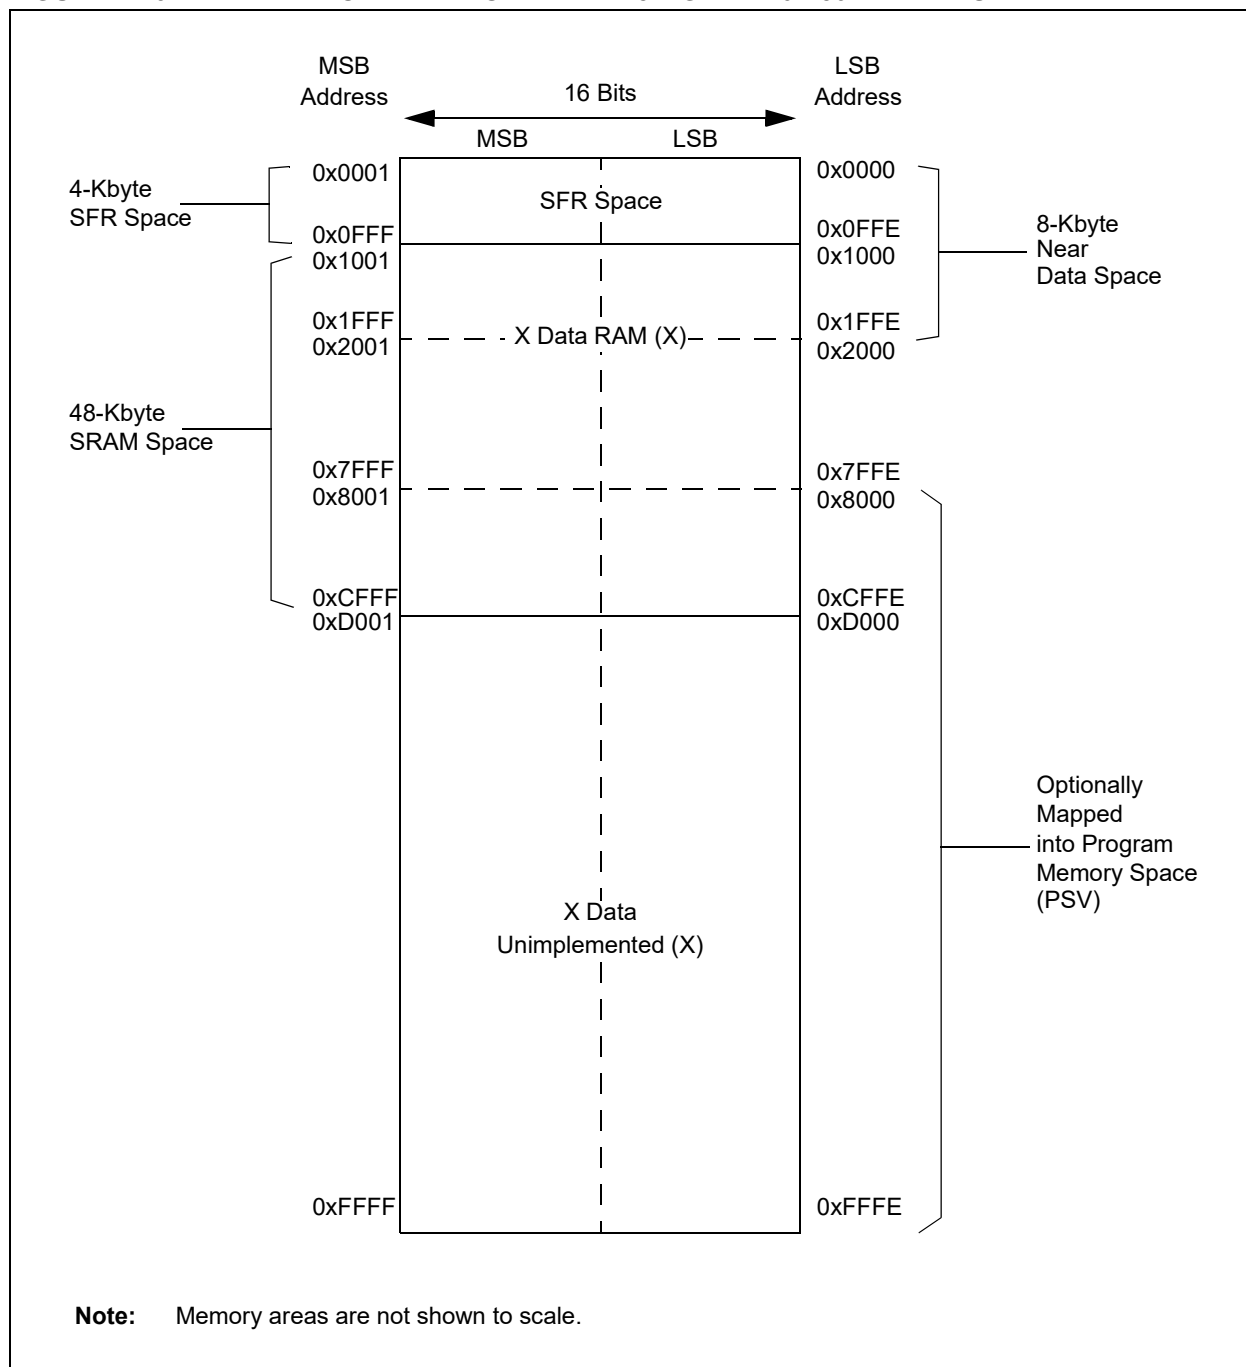 MSB
Address
16 Bits
LSB
Address
MSB
LSB
4-Kbyte
SFR Space
0x0001
0x0FFF
0x1001
SFR Space
0x0000
0x0FFE
0x1000
8-Kbyte
Near
Data Space
0x1FFF
0x2001
X Data RAM (X)
0x1FFE
0x2000
48-Kbyte
SRAM Space
0x7FFF
0x8001
0x7FFE
0x8000
0xCFFF
0xD001
0xCFFE
0xD000
Optionally
Mapped
into Program
Memory Space
(PSV)
X Data
Unimplemented (X)
0xFFFF
0xFFFE
Note: Memory areas are not shown to scale.